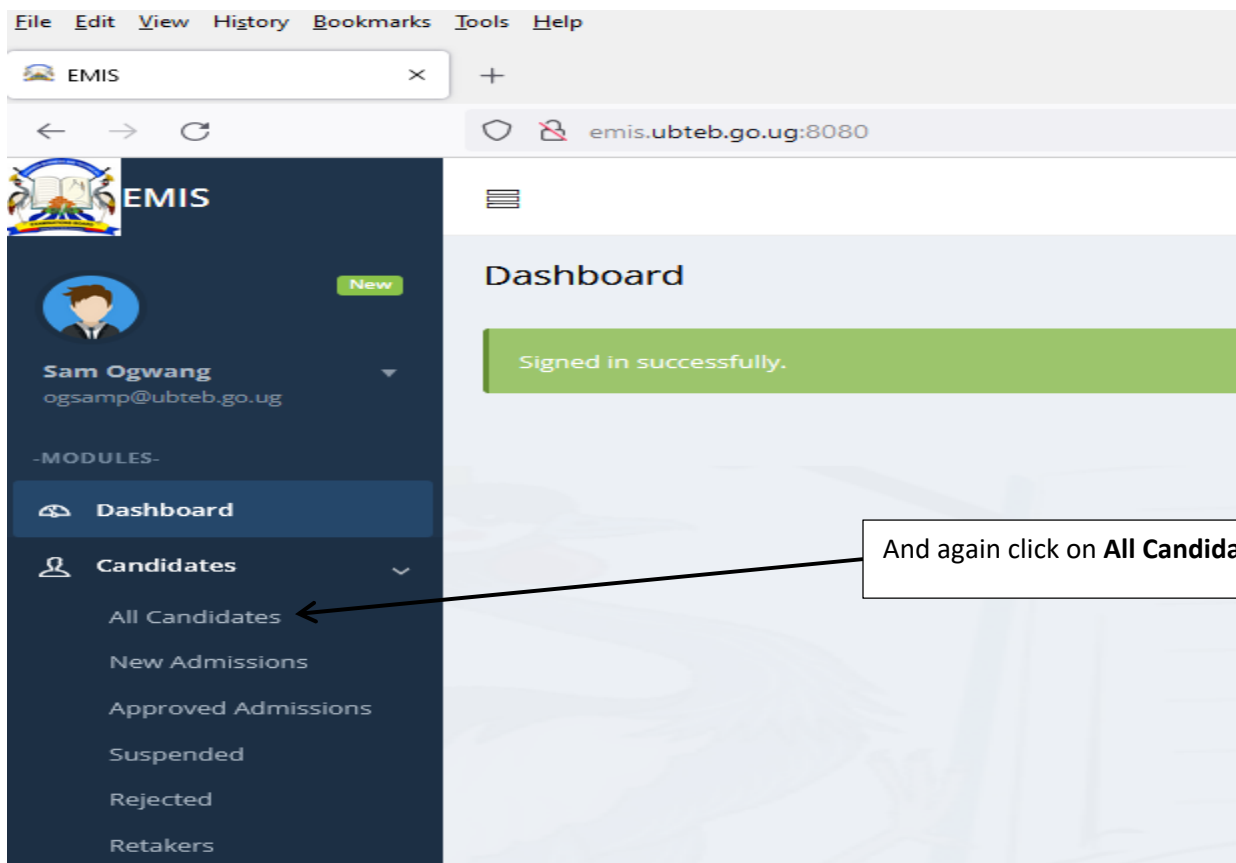 File Edit View History Bookmarks Tools Help
EMIS
emis.ubteb.go.ug:8080
EMIS
New
Dashboard
Signed in successfully.
Sam Ogwang
ogsamp@ubteb.go.ug
-MODULES-
Dashboard
Candidates
And again click on All Candida
All Candidates
New Admissions
Approved Admissions
Suspended
Rejected
Retakers